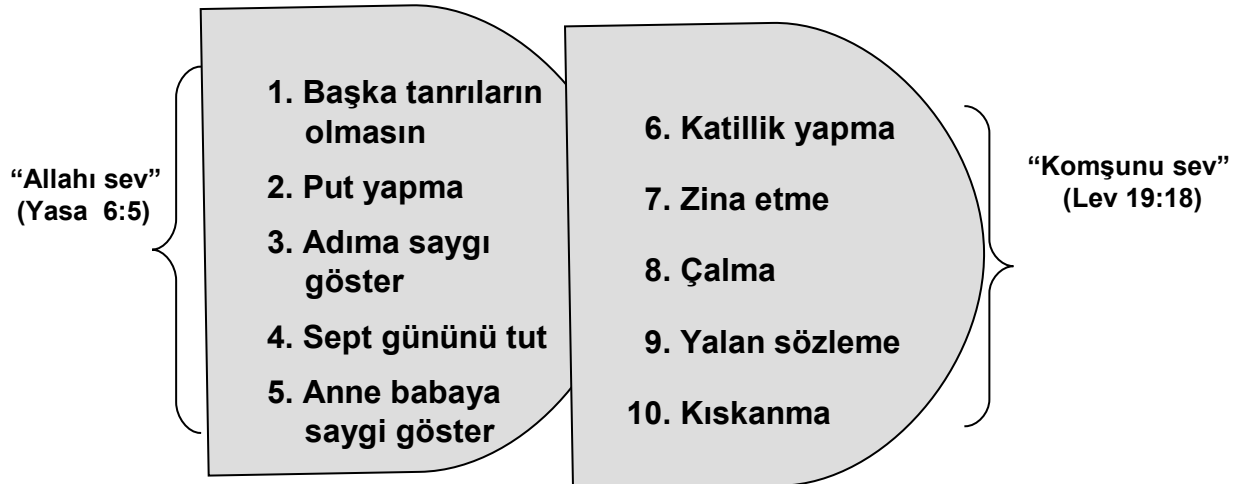 “Allahı sev”
(Yasa 6:5)
1. Başka tanrıların
olmasın
2. Put yapma
3. Adıma saygı
göster
4. Sept gününü tut
5. Anne babaya
saygi göster
6. Katillik yapma
7. Zina etme
8. Çalma
9. Yalan sözleme
10. Kıskanma
“Komşunu sev”
(Lev 19:18)